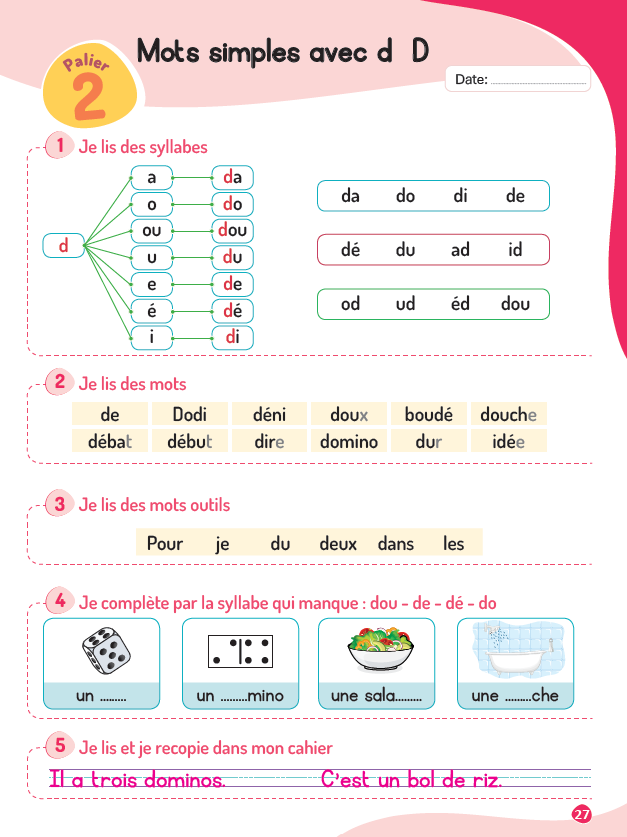 Mots simples avec d D
Palier
2
Date: ........................
1 Je lis des syllabes
d
a da
o do
ou dou
u du
e de
é dé
i di
da do di de
dé du ad id
od ud éd dou
2 Je lis des mots
de Dodi déni doux boudé douche
débat début dire domino dur idée
3 Je lis des mots outils
Pour je du deux dans les
4 Je complète par la syllabe qui manque : dou - de - dé - do
un .........
un .........mino
une sala.........
une .........che
5 Je lis et je recopie dans mon cahier
Il a trois dominos. C'est un bol de riz.
27